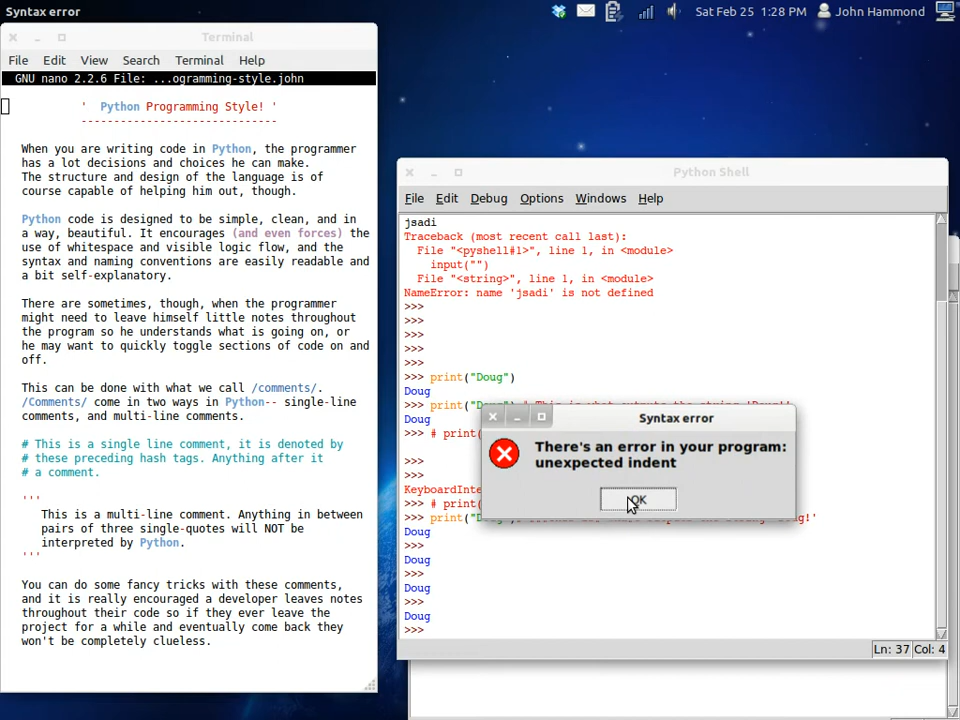 Syntax error
Sat Feb 25 1:28 PM
John Hammond
Terminal
File Edit View Search Terminal Help
GNU nano 2.2.6 File: ...ogramming-style.john
' Python Programming Style! '
------------------------------
When you are writing code in Python, the programmer
has a lot decisions and choices he can make.
The structure and design of the language is of
course capable of helping him out, though.
Python code is designed to be simple, clean, and in
a way, beautiful. It encourages (and even forces) the
use of whitespace and visible logic flow, and the
syntax and naming conventions are easily readable and
a bit self-explanatory.
There are sometimes, though, when the programmer
might need to leave himself little notes throughout
the program so he understands what is going on, or
he may want to quickly toggle sections of code on and
off.
This can be done with what we call /comments/.
/Comments/ come in two ways in Python-- single-line
comments, and multi-line comments.
# This is a single line comment, it is denoted by
# these preceding hash tags. Anything after it
# a comment.
'''
This is a multi-line comment. Anything in between
pairs of three single-quotes will NOT be
interpreted by Python.
'''
You can do some fancy tricks with these comments,
and it is really encouraged a developer leaves notes
throughout their code so if they ever leave the
project for a while and eventually come back they
won't be completely clueless.
Python Shell
File Edit Debug Options Windows Help
jsadi
Traceback (most recent call last):
File "<pyshell#1>", line 1, in <module>
input("")
File "<string>", line 1, in <module>
NameError: name 'jsadi' is not defined
>>>
>>>
>>>
>>>
>>>
>>> print("Doug")
Doug
>>> print("
Doug
>>> # print(
>>>
>>>
KeyboardInte
>>> # print(
>>> print("
Doug
>>>
Doug
>>>
Doug
>>>
Doug
>>>
Ln: 37 Col: 4
Syntax error
There's an error in your program:
unexpected indent
OK